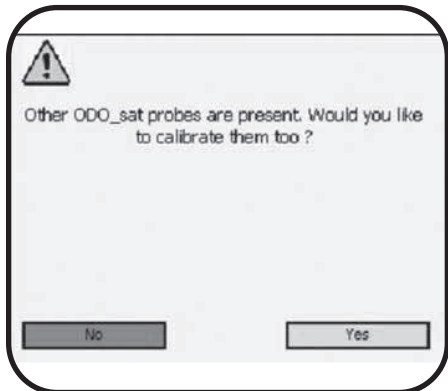 Other ODO_sat probes are present. Would you like
to calibrate them too ?
No
Yes